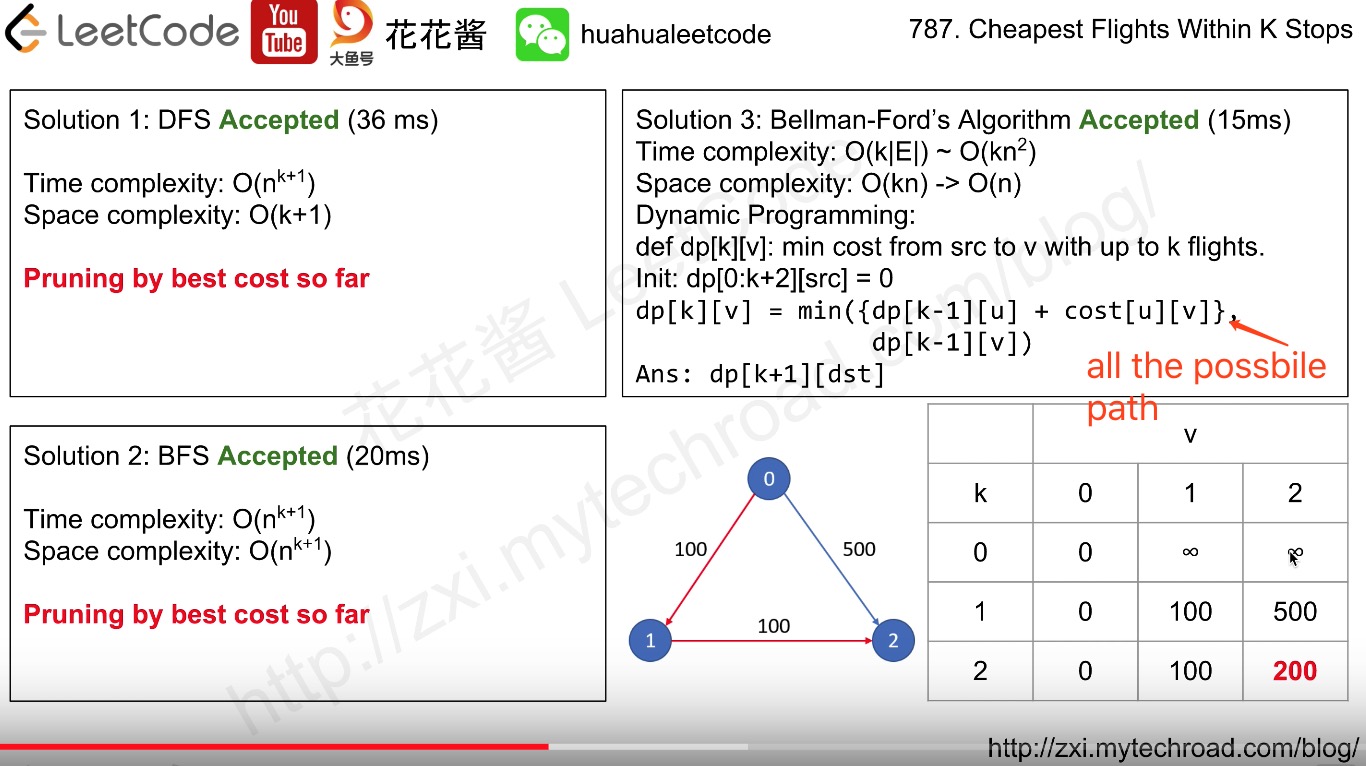 LeetCode
You
Tube
大鱼号
花花酱
huahualeetcode
787. Cheapest Flights Within K Stops
Solution 1: DFS Accepted (36 ms)
Time complexity: O(nᵏ⁺¹)
Space complexity: O(k+1)
Pruning by best cost so far
Solution 2: BFS Accepted (20ms)
Time complexity: O(nᵏ⁺¹)
Space complexity: O(nᵏ⁺¹)
Pruning by best cost so far
Solution 3: Bellman-Ford’s Algorithm Accepted (15ms)
Time complexity: O(k|E|) ~ O(kn²)
Space complexity: O(kn) -> O(n)
Dynamic Programming:
def dp[k][v]: min cost from src to v with up to k flights.
Init: dp[0:k+2][src] = 0
dp[k][v] = min({dp[k-1][u] + cost[u][v]},
dp[k-1][v])
Ans: dp[k+1][dst]
all the possbile
path
0
100
500
1
100
2
v
k 0 1 2
0 0 ∞ ∞
1 0 100 500
2 0 100 200
花花酱 LeetCode
http://zxi.mytechroad.com/blog/
http://zxi.mytechroad.com/blog/